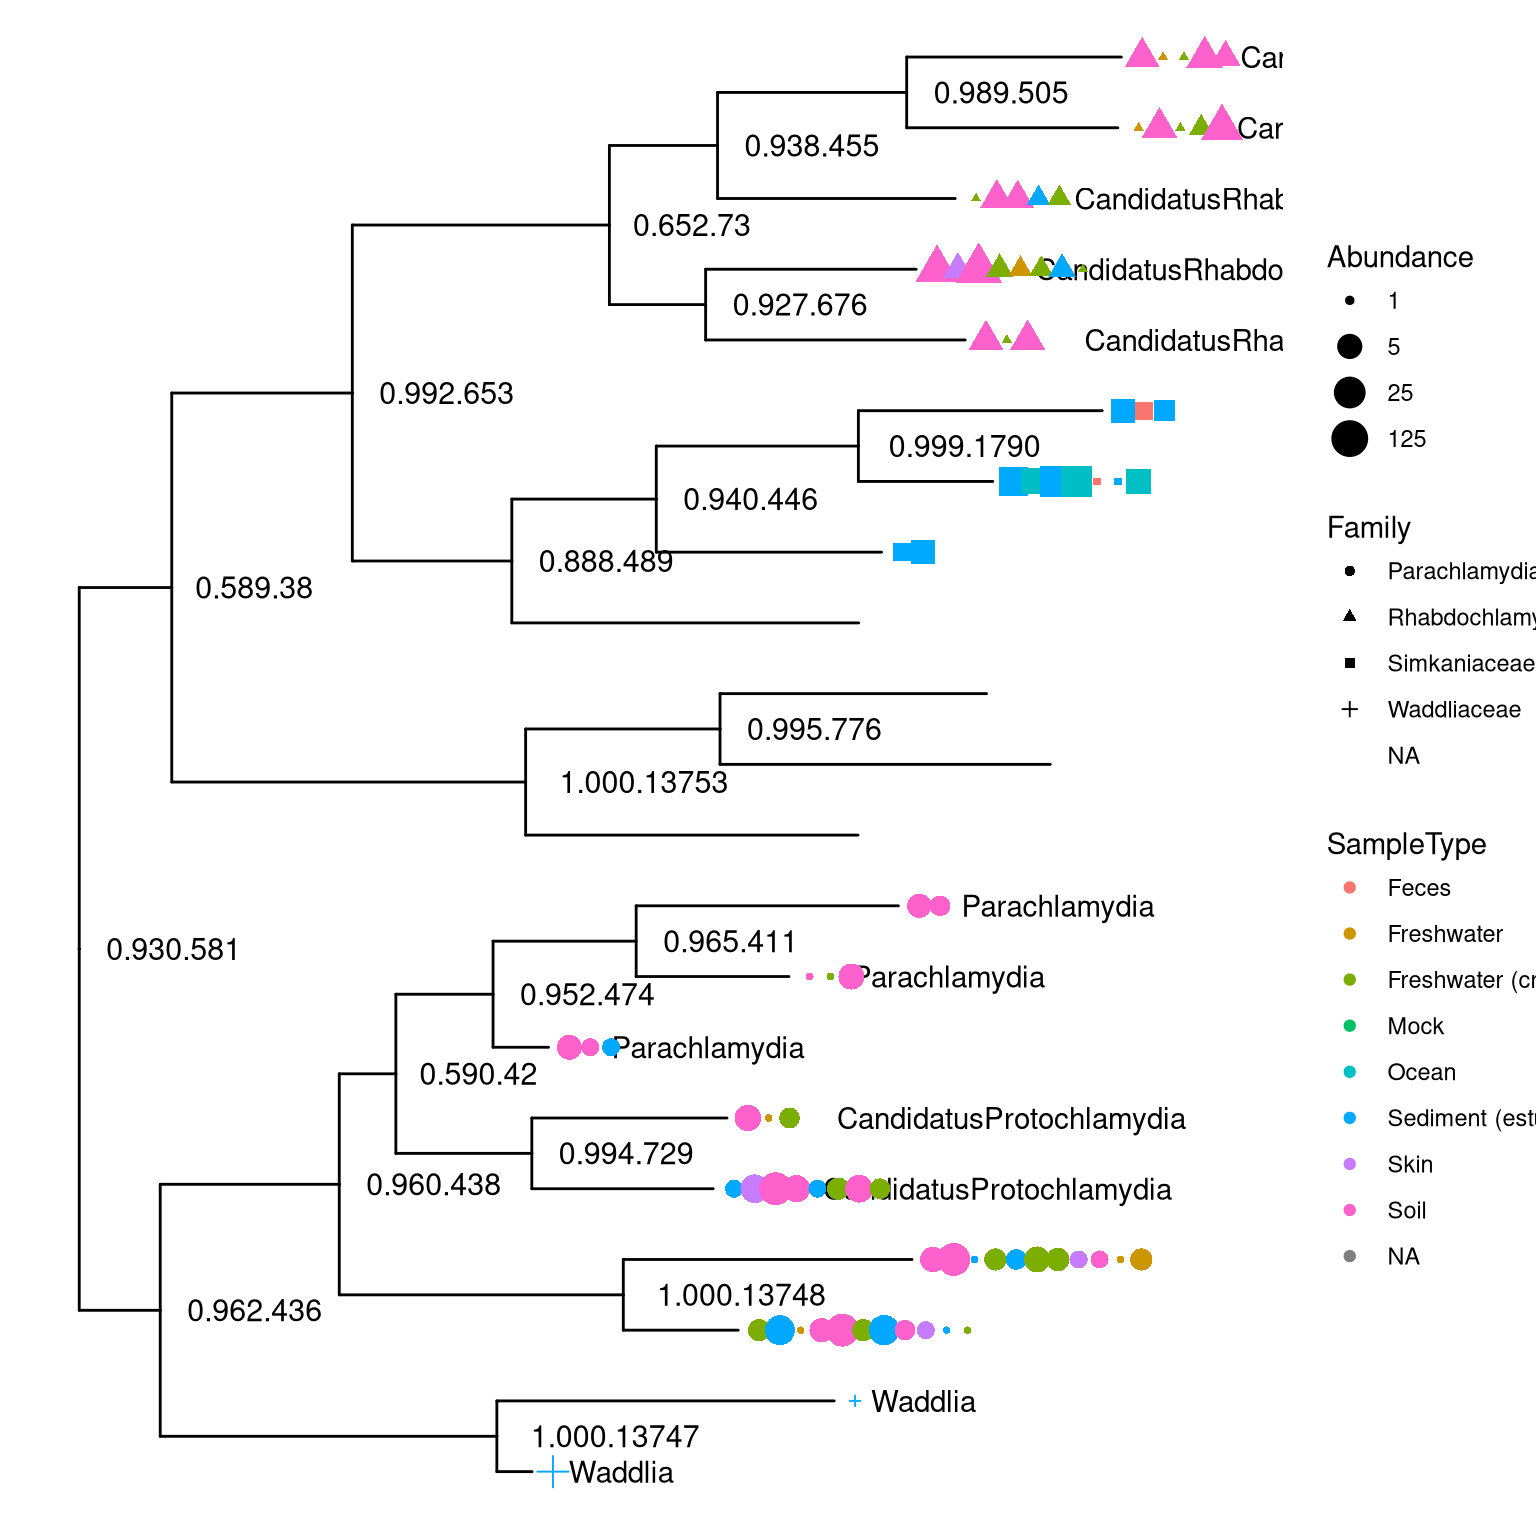 Car
0.989.505
Car
0.938.455
CandidatusRhab
0.652.73
CandidatusRhabdo
0.927.676
CandidatusRha
0.992.653
0.999.1790
0.940.446
0.888.489
0.589.38
0.995.776
1.000.13753
Parachlamydia
0.965.411
0.930.581
Parachlamydia
0.952.474
Parachlamydia
0.590.42
CandidatusProtochlamydia
0.994.729
0.960.438
CandidatusProtochlamydia
1.000.13748
0.962.436
Waddlia
1.000.13747
Waddlia
Abundance
1
5
25
125
Family
Parachlamydia
Rhabdochlamy
Simkaniaceae
Waddliaceae
NA
SampleType
Feces
Freshwater
Freshwater (cr
Mock
Ocean
Sediment (estu
Skin
Soil
NA